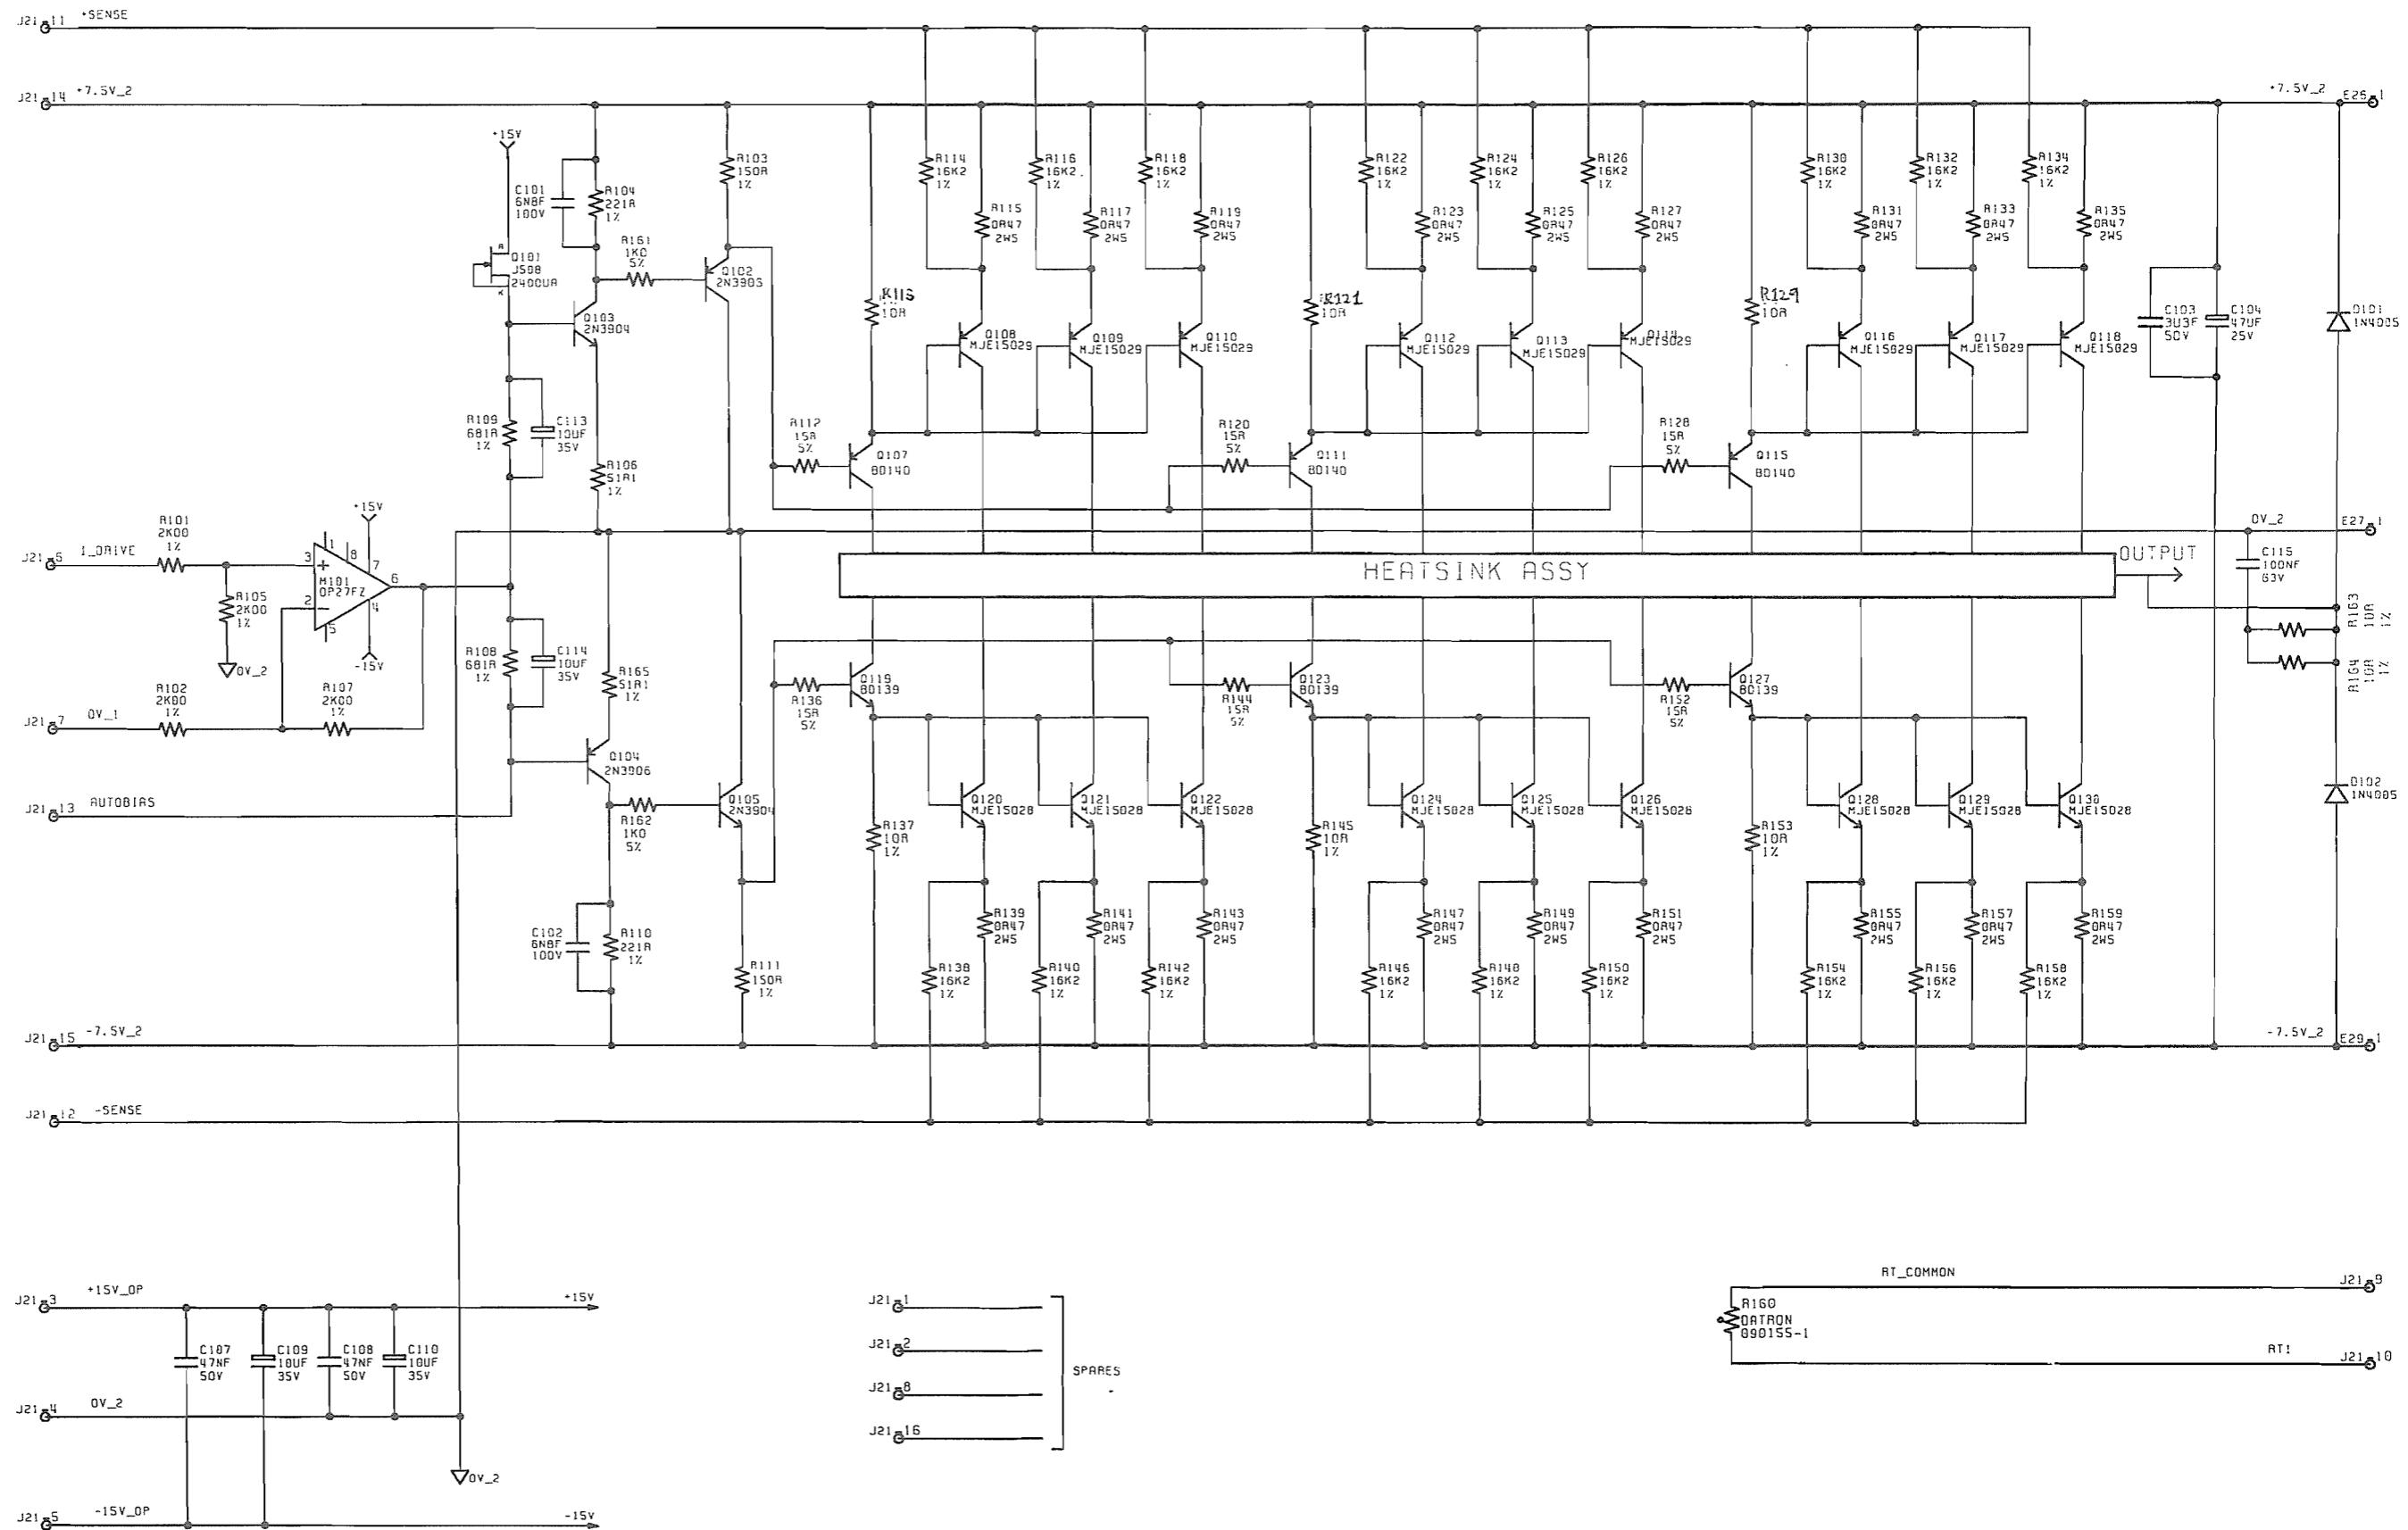 J21-11 +SENSE
J21-14 +7.5V_2
+7.5V_2 E26-1
+15V
C101
6N8F
100V
R104
221R
1%
R103
150R
1%
R161
1K0
5%
Q101
J508
2400UA
Q102
2N3905
Q103
2N3904
R109
681R
1%
C113
10UF
35V
R106
51R1
1%
R114
16K2
1%
R116
16K2
1%
R118
16K2
1%
R122
16K2
1%
R124
16K2
1%
R126
16K2
1%
R130
16K2
1%
R132
16K2
1%
R134
16K2
1%
R115
0R47
2W5
R117
0R47
2W5
R119
0R47
2W5
R123
0R47
2W5
R125
0R47
2W5
R127
0R47
2W5
R131
0R47
2W5
R133
0R47
2W5
R135
0R47
2W5
10R
R121
10R
R129
10R
Q108
MJE15029
Q109
MJE15029
Q110
MJE15029
Q112
MJE15029
Q113
MJE15029
Q114
MJE15029
Q116
MJE15029
Q117
MJE15029
Q118
MJE15029
C103
3U3F
50V
C104
47UF
25V
D101
1N4005
R112
15R
5%
Q107
BD140
R120
15R
5%
Q111
BD140
R128
15R
5%
Q115
BD140
J21-6 I_DRIVE
R101
2K00
1%
R105
2K00
1%
0V_2
+15V
3
+
1
8
7
6
M101
OP27FZ
2
-
4
5
-15V
R102
2K00
1%
R107
2K00
1%
J21-7 0V_1
J21-13 AUTOBIAS
HEATSINK ASSY
OUTPUT
0V_2 E27-1
C115
100NF
63V
R163
10R
1%
R164
10R
1%
R108
681R
1%
C114
10UF
35V
R165
51R1
1%
Q104
2N3906
R162
1K0
5%
Q105
2N3904
C102
6N8F
100V
R110
221R
1%
R111
150R
1%
R136
15R
5%
Q119
BD139
R144
15R
5%
Q123
BD139
R152
15R
5%
Q127
BD139
Q120
MJE15028
Q121
MJE15028
Q122
MJE15028
Q124
MJE15028
Q125
MJE15028
Q126
MJE15028
Q128
MJE15028
Q129
MJE15028
Q130
MJE15028
D102
1N4005
R137
10R
1%
R145
10R
1%
R153
10R
1%
R139
0R47
2W5
R141
0R47
2W5
R143
0R47
2W5
R147
0R47
2W5
R149
0R47
2W5
R151
0R47
2W5
R155
0R47
2W5
R157
0R47
2W5
R159
0R47
2W5
R138
16K2
1%
R140
16K2
1%
R142
16K2
1%
R146
16K2
1%
R148
16K2
1%
R150
16K2
1%
R154
16K2
1%
R156
16K2
1%
R158
16K2
1%
J21-15 -7.5V_2
-7.5V_2 E29-1
J21-12 -SENSE
J21-3 +15V_OP
+15V
C107
47NF
50V
C109
10UF
35V
C108
47NF
50V
C110
10UF
35V
J21-4 0V_2
0V_2
J21-5 -15V_OP
-15V
J21-1
J21-2
J21-8
J21-16
SPARES
RT_COMMON
J21-9
R160
DATRON
090155-1
RT1
J21-10